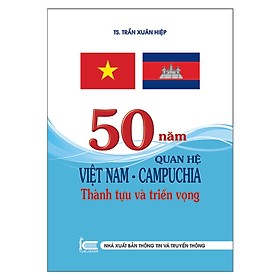 TS. TRẦN XUÂN HIỆP
50 năm
QUAN HỆ
VIỆT NAM - CAMPUCHIA
Thành tựu và triển vọng
NHÀ XUẤT BẢN THÔNG TIN VÀ TRUYỀN THÔNG